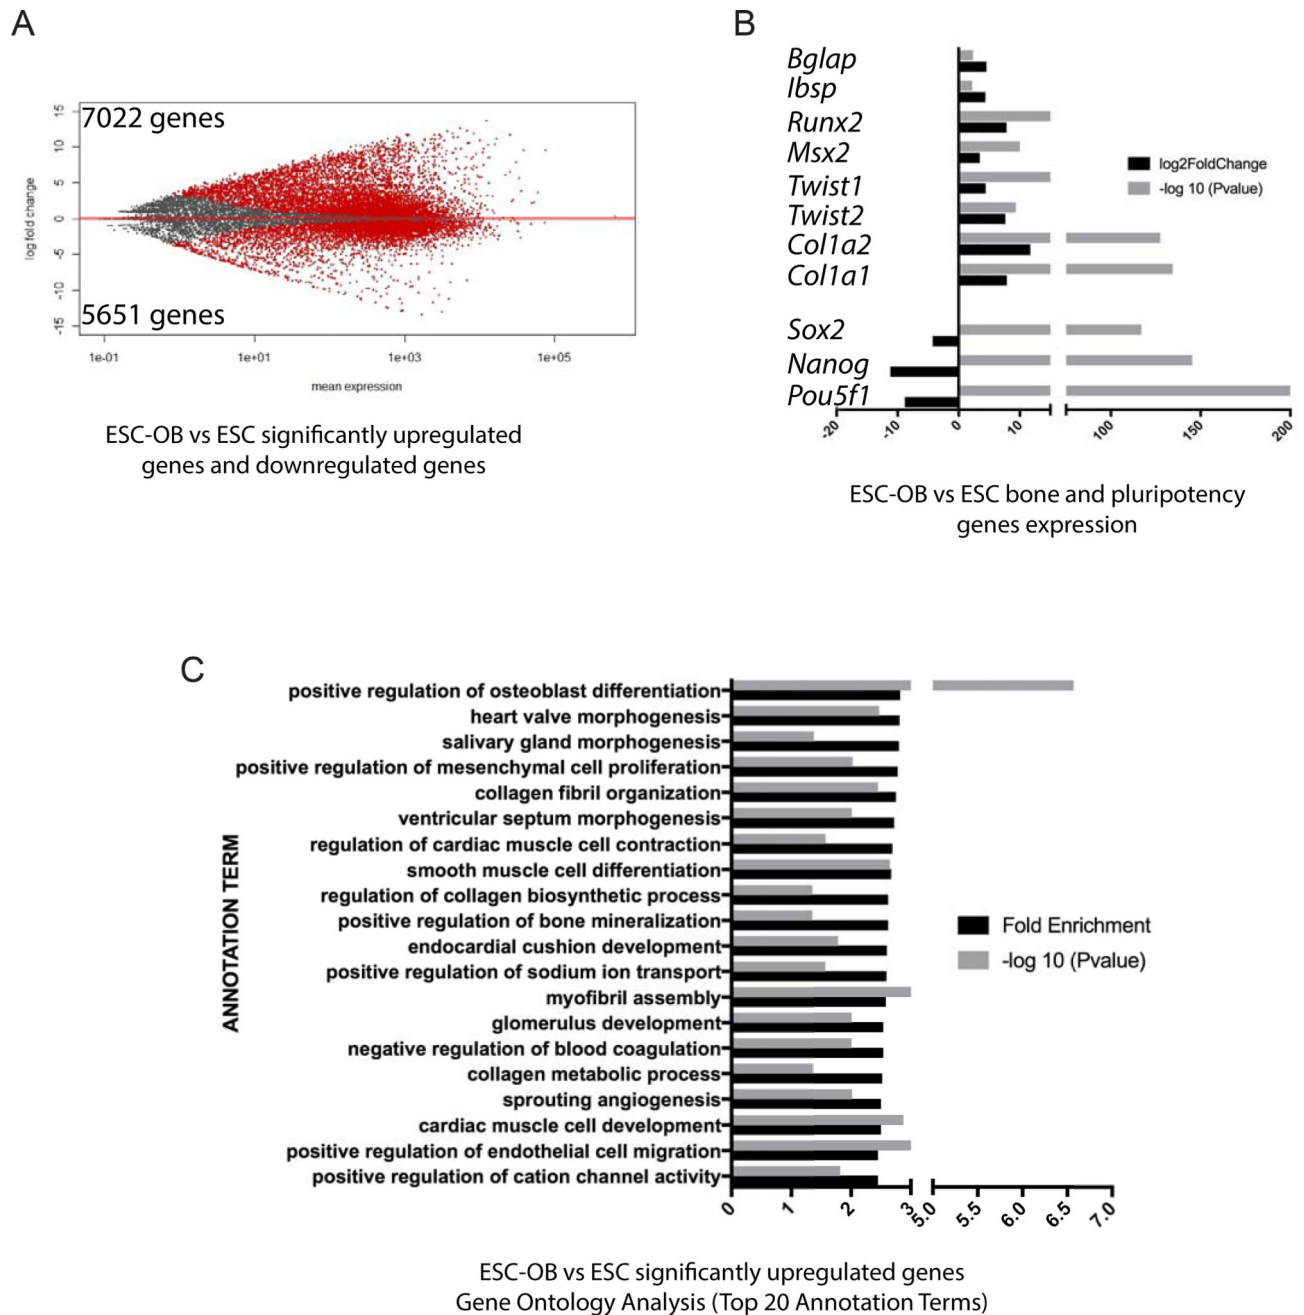 A
15
10
5
0
-5
-10
-15
log fold change
7022 genes
5651 genes
1e-01 1e+01 1e+03 1e+05
mean expression
ESC-OB vs ESC significantly upregulated
genes and downregulated genes
B
Bglap
Ibsp
Runx2
Msx2
Twist1
Twist2
Col1a2
Col1a1
Sox2
Nanog
Pou5f1
log2FoldChange
-log 10 (Pvalue)
-20 -10 0 10 100 150 200
ESC-OB vs ESC bone and pluripotency
genes expression
C
ANNOTATION TERM
positive regulation of osteoblast differentiation
heart valve morphogenesis
salivary gland morphogenesis
positive regulation of mesenchymal cell proliferation
collagen fibril organization
ventricular septum morphogenesis
regulation of cardiac muscle cell contraction
smooth muscle cell differentiation
regulation of collagen biosynthetic process
positive regulation of bone mineralization
endocardial cushion development
positive regulation of sodium ion transport
myofibril assembly
glomerulus development
negative regulation of blood coagulation
collagen metabolic process
sprouting angiogenesis
cardiac muscle cell development
positive regulation of endothelial cell migration
positive regulation of cation channel activity
Fold Enrichment
-log 10 (Pvalue)
0 1 2 3 5.0 5.5 6.0 6.5 7.0
ESC-OB vs ESC significantly upregulated genes
Gene Ontology Analysis (Top 20 Annotation Terms)